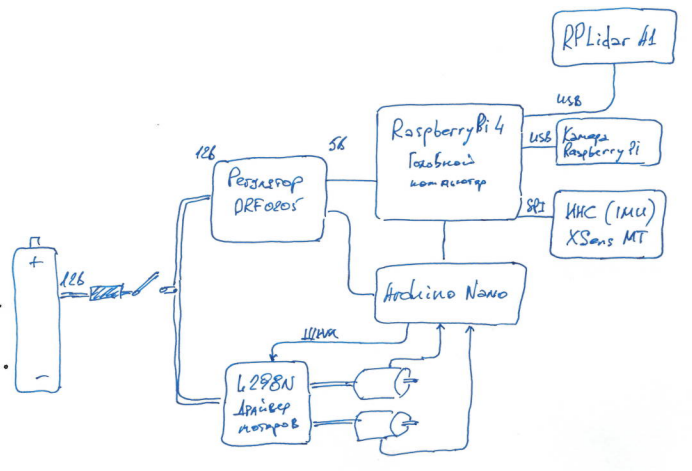 RPLidar A1
USB
RaspberryPi 4
Головной
компьютер
USB
Камера
Raspberry Pi
12В
5В
Регулятор
DRF0205
SPI
ИНС (IMU)
XSens MT
+
12В
Arduino Nano
ШИМ
-
L298N
Драйвер
моторов